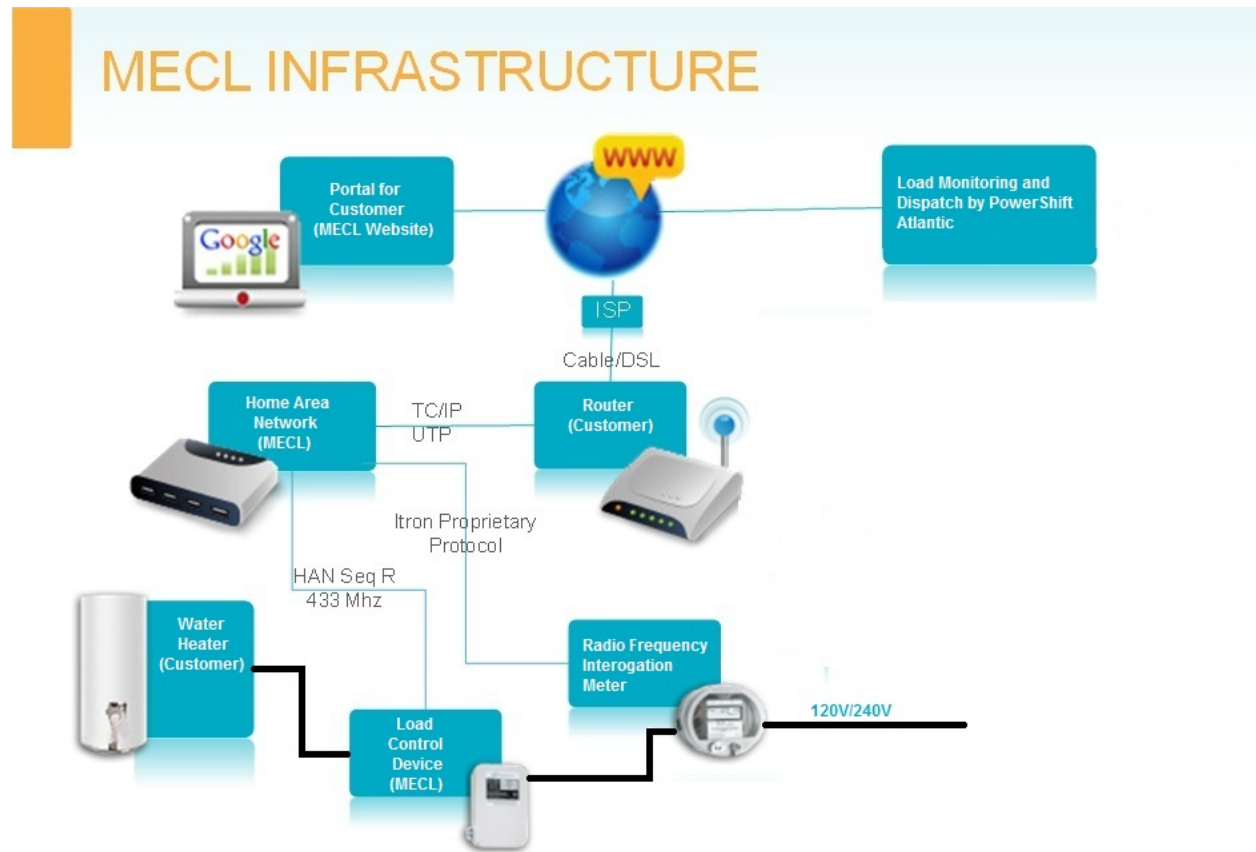 MECL INFRASTRUCTURE
www
Portal for
Customer
(MECL Website)
Google
Load Monitoring and
Dispatch by PowerShift
Atlantic
ISP
Cable/DSL
Home Area
Network
(MECL)
TC/IP
UTP
Router
(Customer)
Itron Proprietary
Protocol
HAN Seq R
433 Mhz
Water
Heater
(Customer)
Radio Frequency
Interogation
Meter
120V/240V
Load
Control
Device
(MECL)